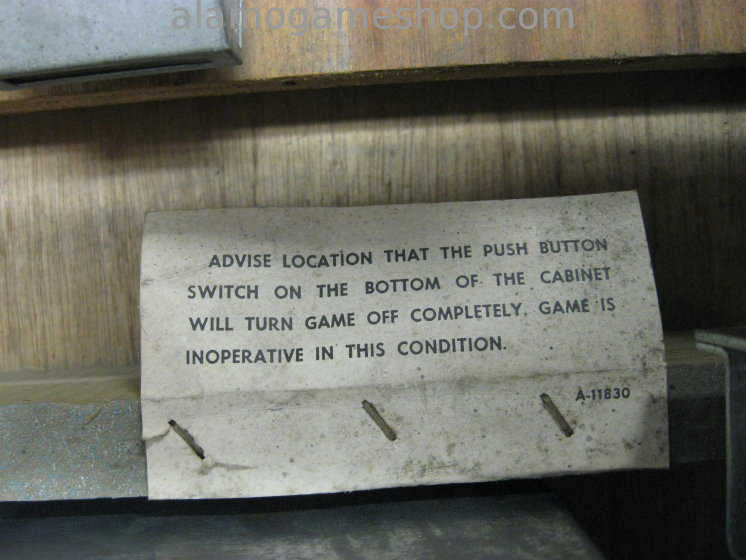 alamogameshop.com
ADVISE LOCATION THAT THE PUSH BUTTON
SWITCH ON THE BOTTOM OF THE CABINET
WILL TURN GAME OFF COMPLETELY. GAME IS
INOPERATIVE IN THIS CONDITION.
A-11830